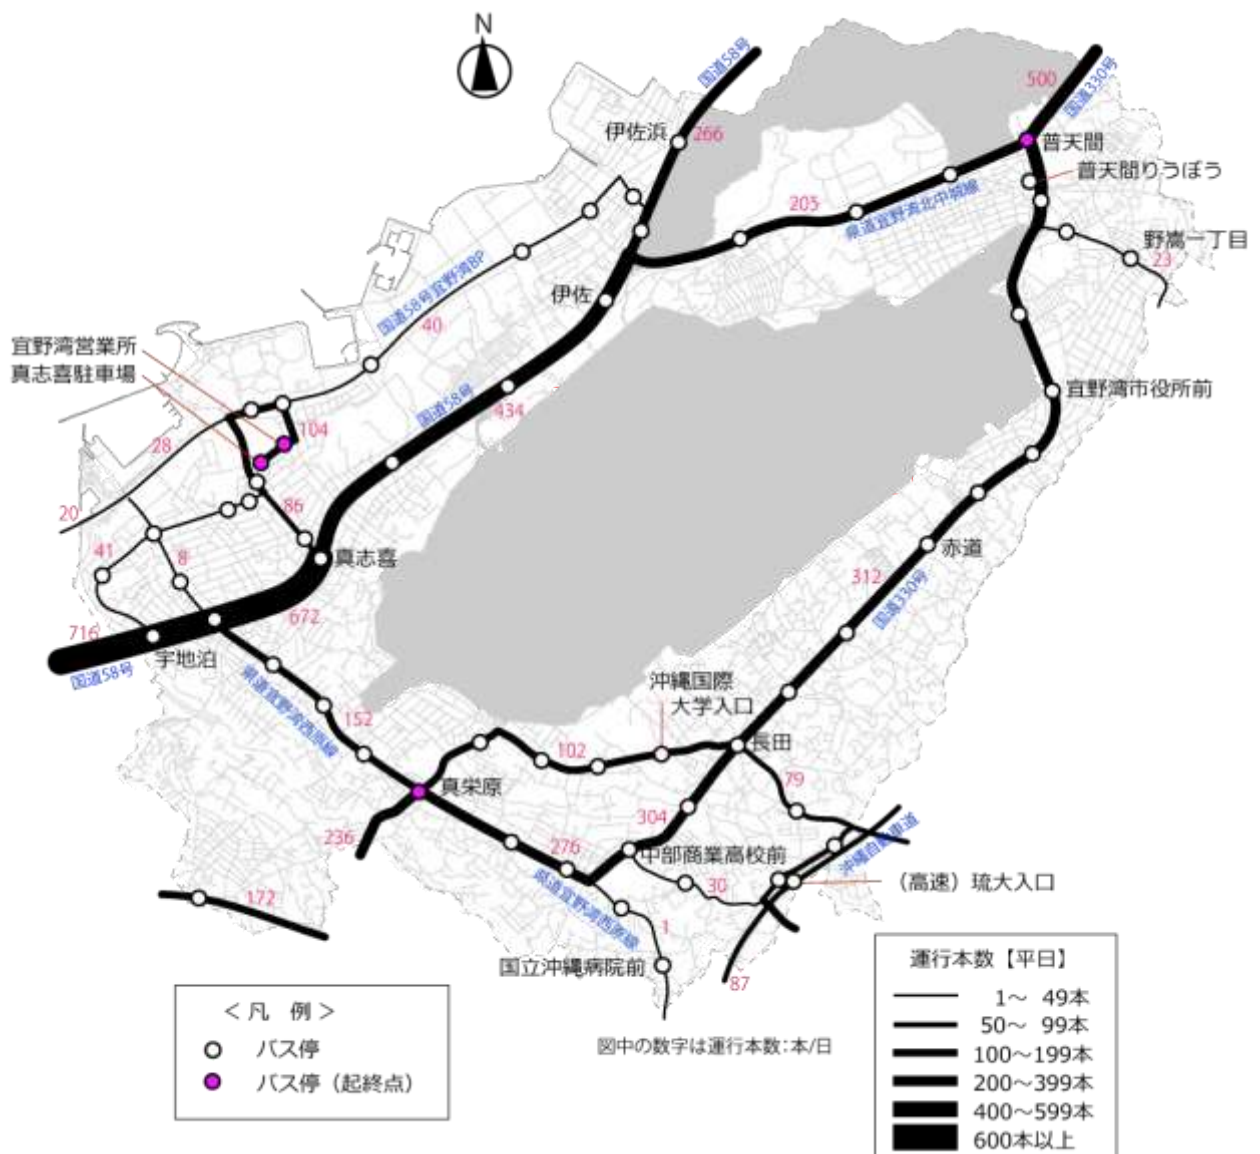 N
国道58号
500
国道330号
伊佐浜
266
普天間
普天間りうぼう
205
県道宜野湾北中城線
野嵩一丁目
23
国道58号宜野湾BP
伊佐
40
宜野湾営業所
真志喜駐車場
国道58号
434
宜野湾市役所前
104
28
20
86
41
8
真志喜
赤道
312
国道330号
672
716
宇地泊
国道58号
県道宜野湾西原線
152
沖縄国際
大学入口
102
長田
真栄原
79
304
236
276
中部商業高校前
沖縄自動車道
30
(高速)琉大入口
県道宜野湾西原線
172
1
国立沖縄病院前
87
<凡 例>
バス停
バス停(起終点)
図中の数字は運行本数:本/日
運行本数【平日】
1~ 49本
50~ 99本
100~199本
200~399本
400~599本
600本以上